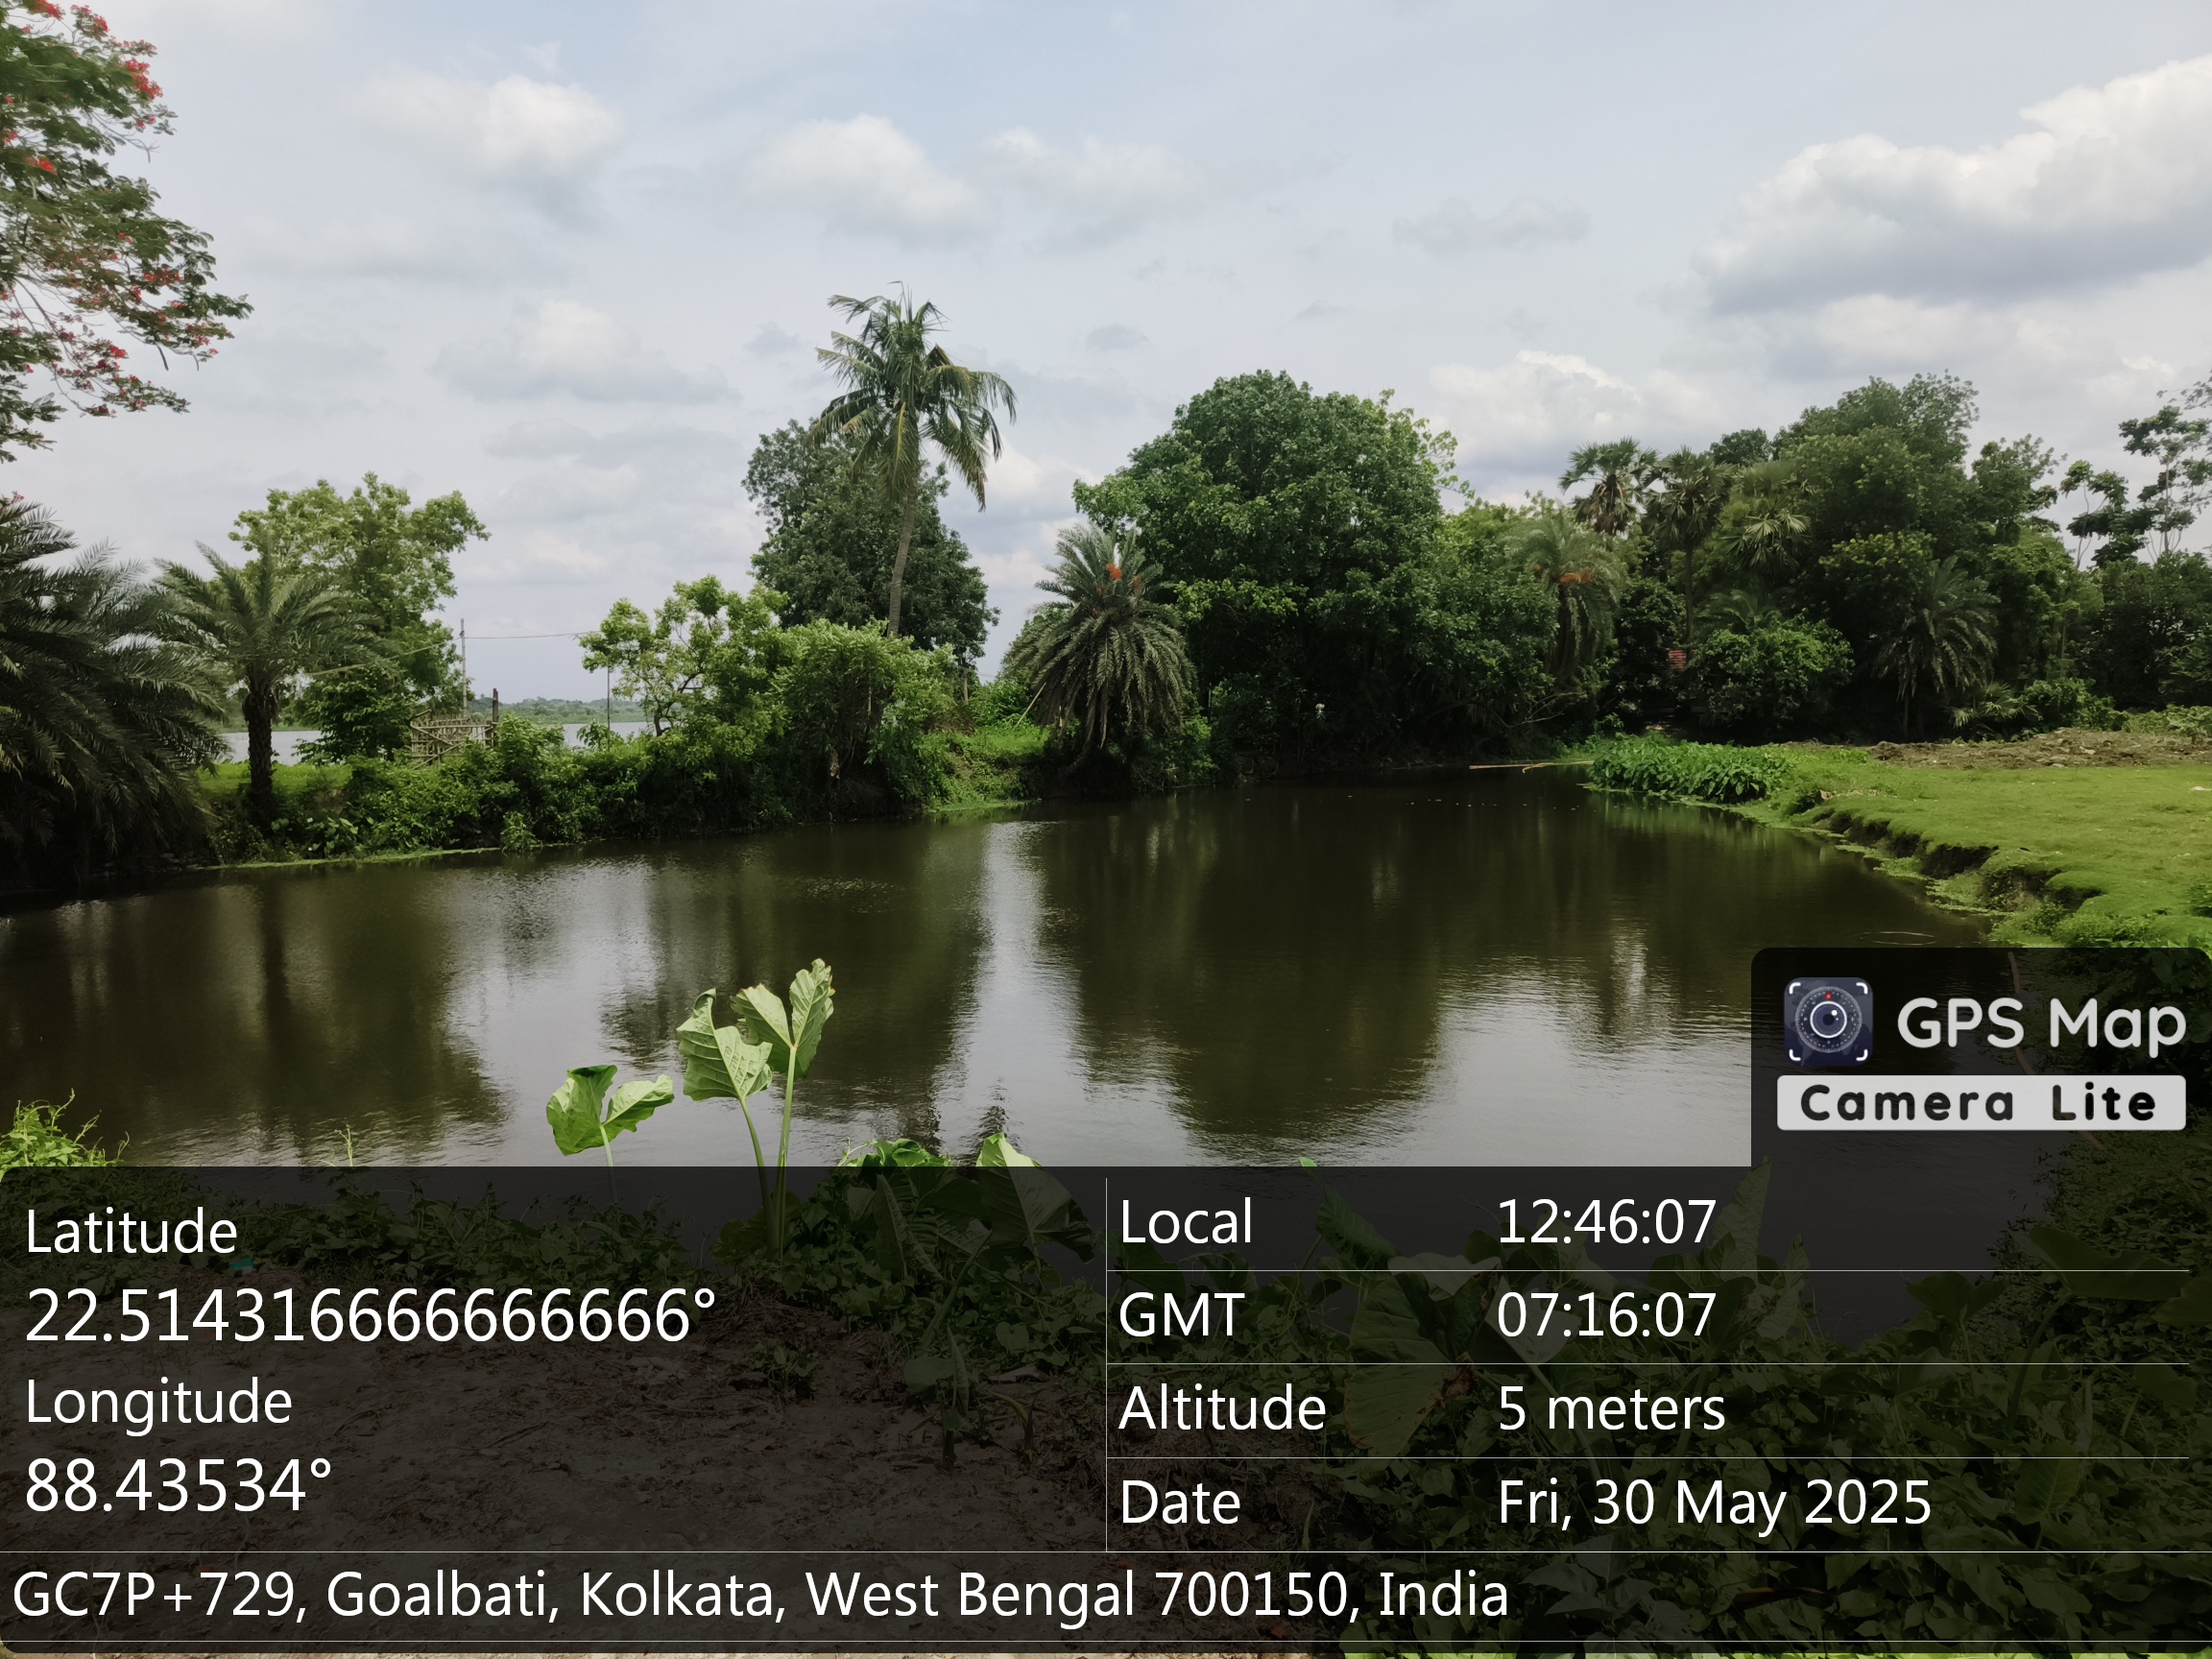 GPS Map
Camera Lite
Latitude
22.514316666666666°
Longitude
88.43534°
Local 12:46:07
GMT 07:16:07
Altitude 5 meters
Date Fri, 30 May 2025
GC7P+729, Goalbati, Kolkata, West Bengal 700150, India